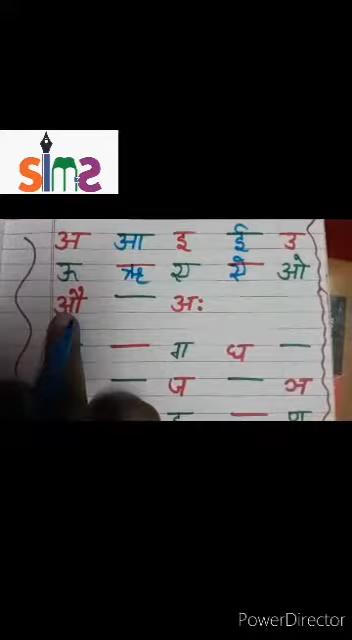 sims
अ आ इ ई उ
ऊ ऋ ए ऐ ओ
औ — अः
— ग घ —
— ज — ञ
— ण
PowerDirector